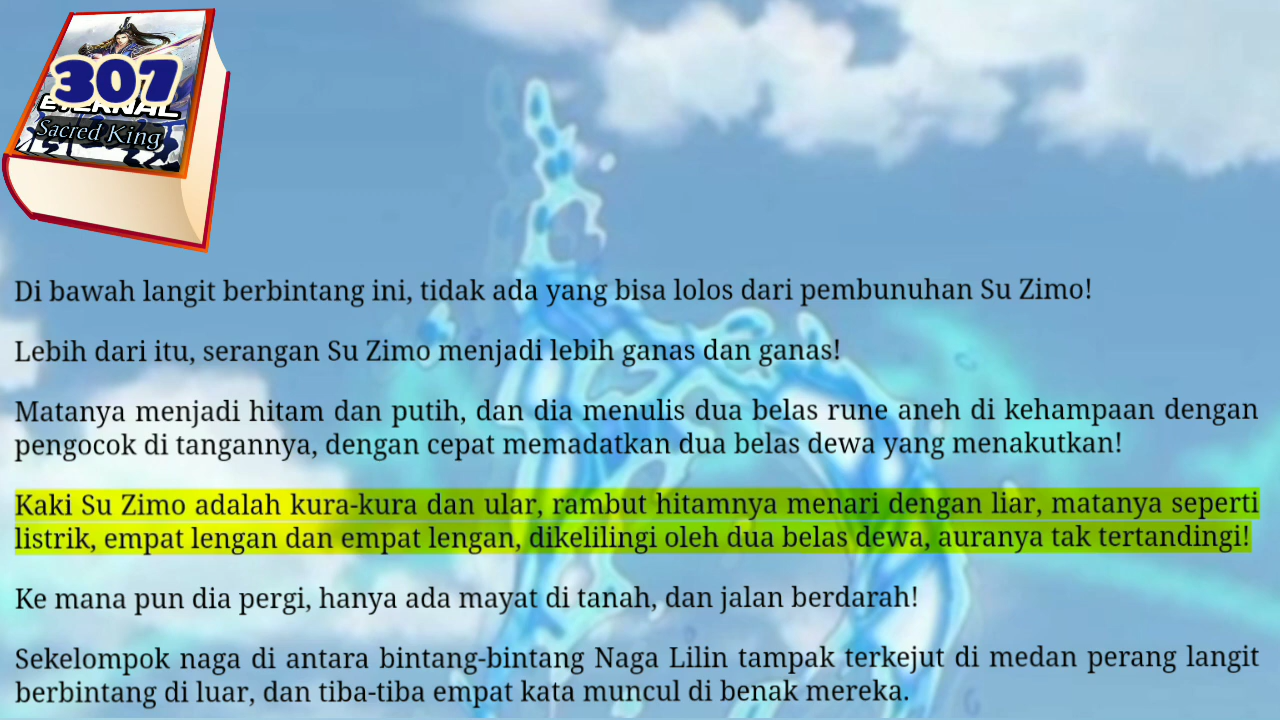 307
ETERNAL
Sacred King
Di bawah langit berbintang ini, tidak ada yang bisa lolos dari pembunuhan Su Zimo!
Lebih dari itu, serangan Su Zimo menjadi lebih ganas dan ganas!
Matanya menjadi hitam dan putih, dan dia menulis dua belas rune aneh di kehampaan dengan
pengocok di tangannya, dengan cepat memadatkan dua belas dewa yang menakutkan!
Kaki Su Zimo adalah kura-kura dan ular, rambut hitamnya menari dengan liar, matanya seperti
listrik, empat lengan dan empat lengan, dikelilingi oleh dua belas dewa, auranya tak tertandingi!
Ke mana pun dia pergi, hanya ada mayat di tanah, dan jalan berdarah!
Sekelompok naga di antara bintang-bintang Naga Lilin tampak terkejut di medan perang langit
berbintang di luar, dan tiba-tiba empat kata muncul di benak mereka.